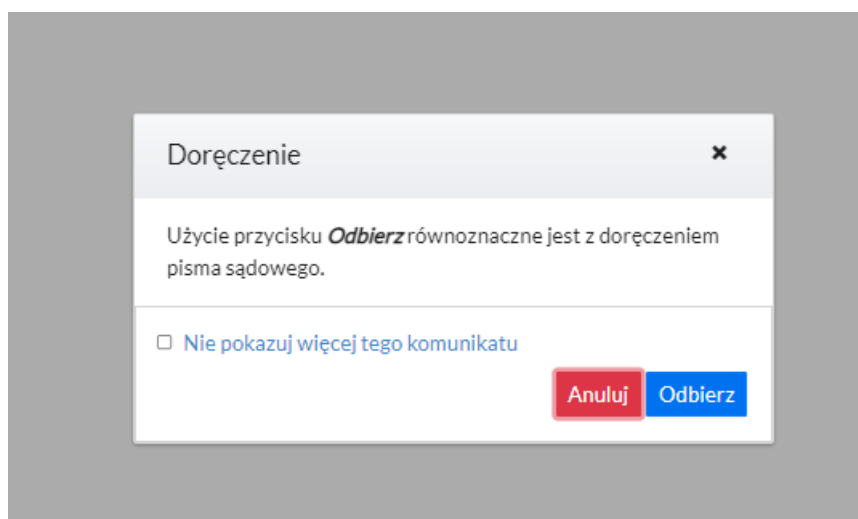 Doręczenie
Użycie przycisku Odbierz równoznaczne jest z doręczeniem
pisma sądowego.
Nie pokazuj więcej tego komunikatu
Anuluj Odbierz